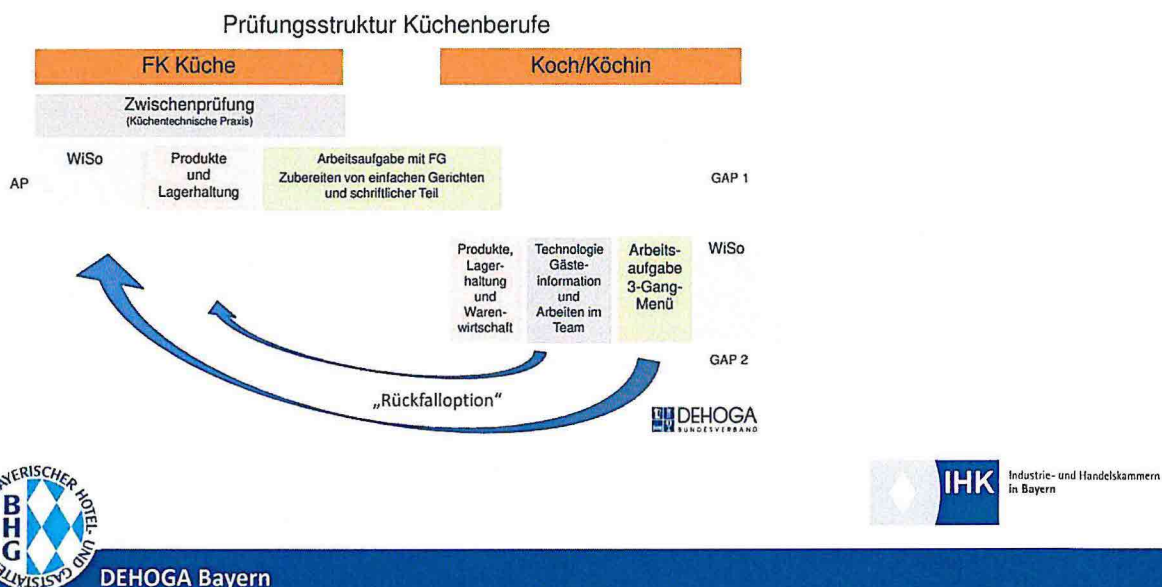 Prüfungsstruktur Küchenberufe
FK Küche
Koch/Köchin
Zwischenprüfung
(Küchentechnische Praxis)
AP
WiSo
Produkte
und
Lagerhaltung
Arbeitsaufgabe mit FG
Zubereiten von einfachen Gerichten
und schriftlicher Teil
GAP 1
Produkte,
Lager-
haltung
und
Waren-
wirtschaft
Technologie
Gäste-
information
und
Arbeiten im
Team
Arbeits-
aufgabe
3-Gang-
Menü
WiSo
GAP 2
„Rückfalloption“
DEHOGA
BUNDESVERBAND
IHK
Industrie- und Handelskammern
in Bayern
BHG
HOTEL- UND
DEHOGA Bayern